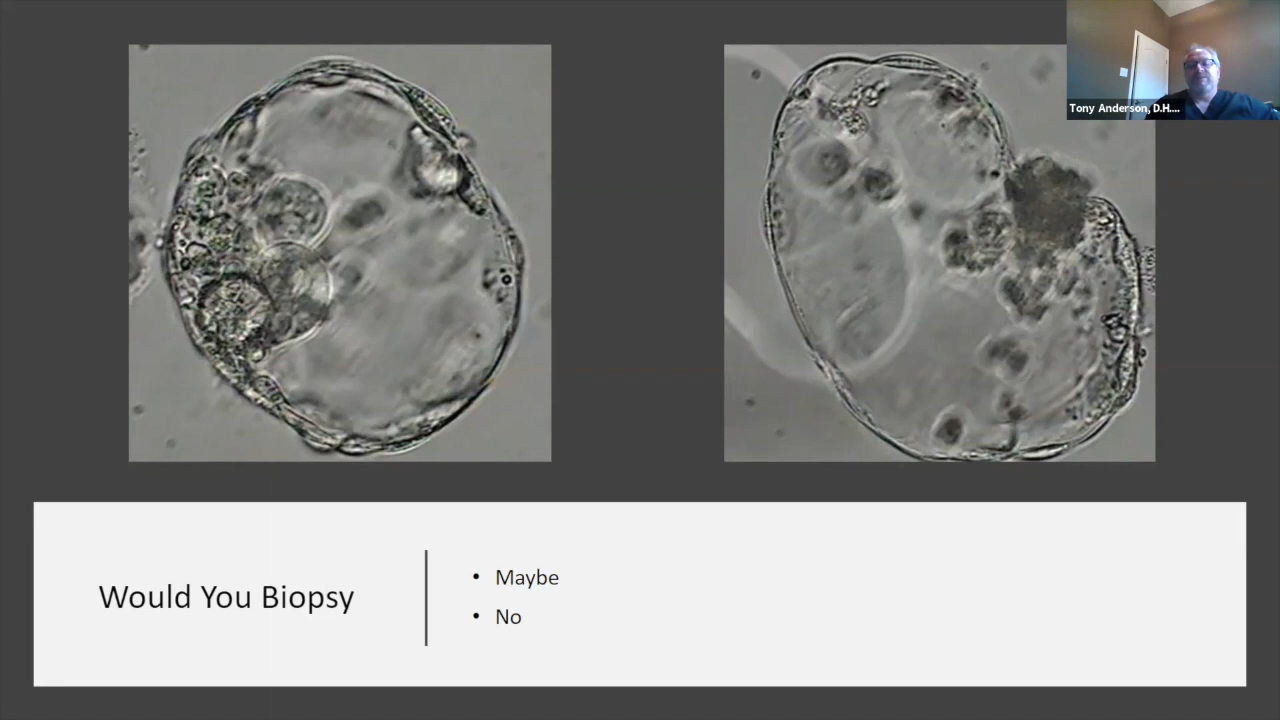 Tony Anderson, D.H....
Would You Biopsy
• Maybe
• No